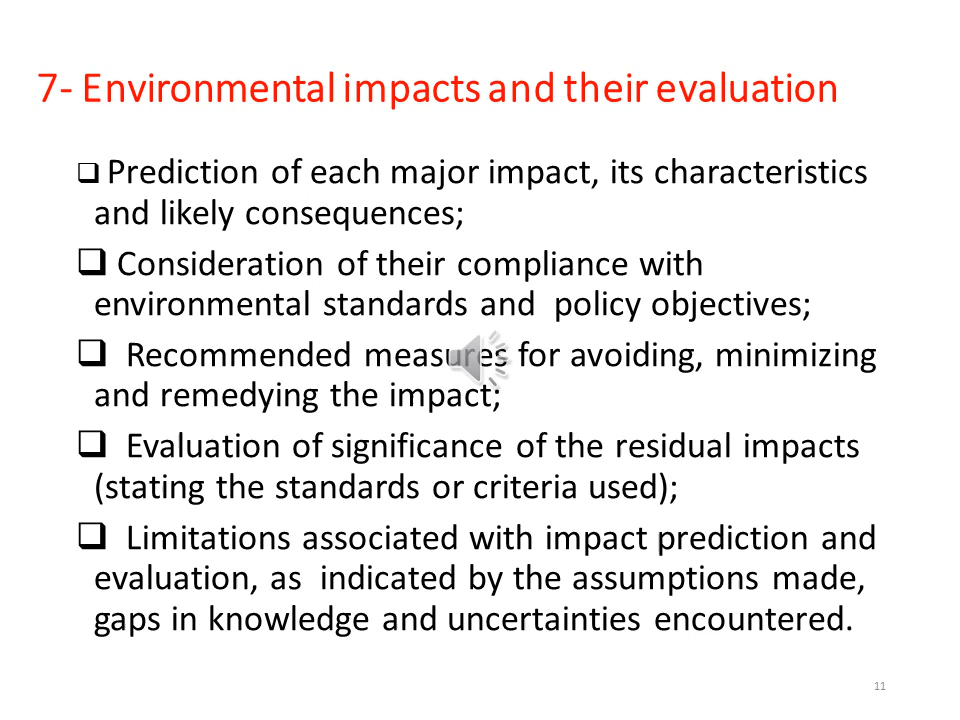 7- Environmental impacts and their evaluation
❑ Prediction of each major impact, its characteristics
and likely consequences;
❑ Consideration of their compliance with
environmental standards and policy objectives;
❑ Recommended measures for avoiding, minimizing
and remedying the impact;
❑ Evaluation of significance of the residual impacts
(stating the standards or criteria used);
❑ Limitations associated with impact prediction and
evaluation, as indicated by the assumptions made,
gaps in knowledge and uncertainties encountered.
11